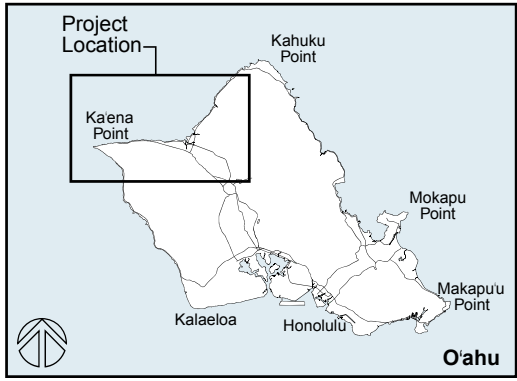 Project
Location
Kahuku
Point
Ka'ena
Point
Mokapu
Point
Makapu'u
Point
Kalaeloa
Honolulu
O'ahu